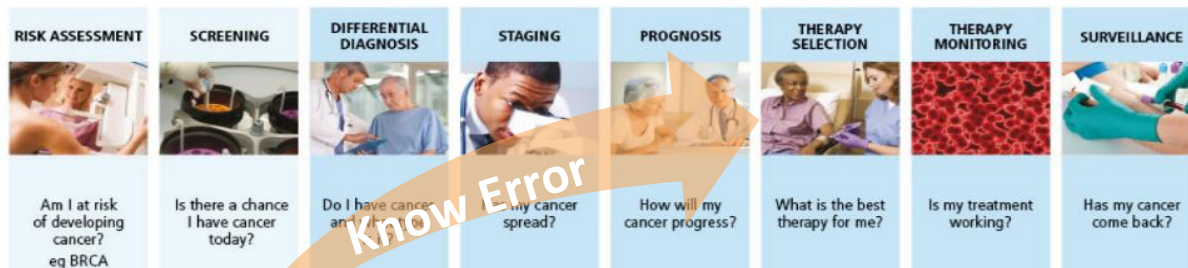 RISK ASSESSMENT
Am I at risk
of developing
cancer?
eg BRCA
SCREENING
Is there a chance
I have cancer
today?
DIFFERENTIAL
DIAGNOSIS
Do I have cancer
and
STAGING
my cancer
spread?
PROGNOSIS
How will my
cancer progress?
THERAPY
SELECTION
What is the best
therapy for me?
THERAPY
MONITORING
Is my treatment
working?
SURVEILLANCE
Has my cancer
come back?
Know Error